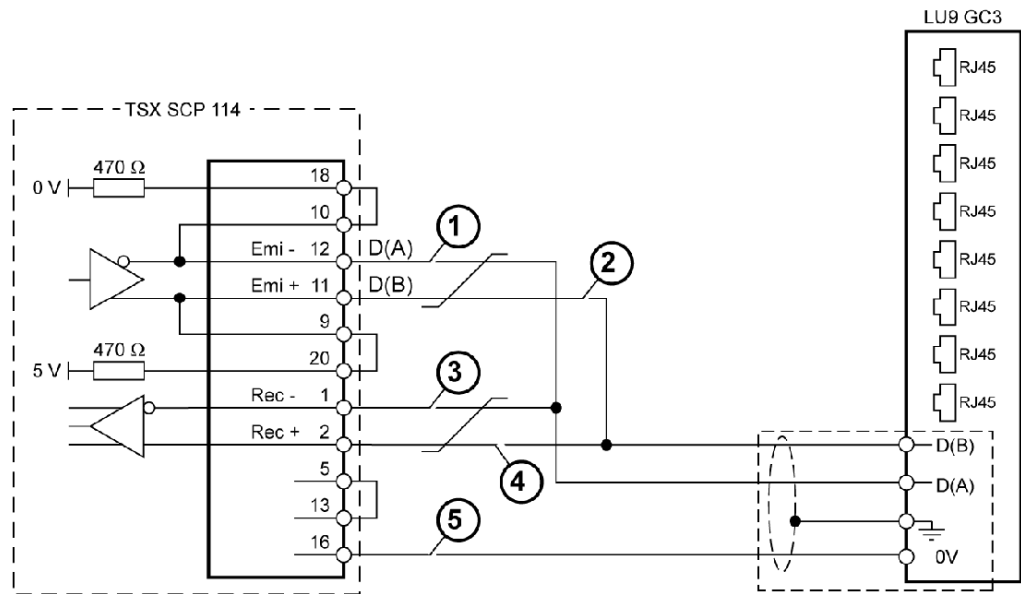 LU9 GC3
RJ45
RJ45
RJ45
RJ45
RJ45
RJ45
RJ45
RJ45
TSX SCP 114
0 V
470 Ω
18
10
Emi - 12 D(A)
1
Emi + 11 D(B)
2
9
5 V
470 Ω
20
Rec - 1
3
Rec + 2
4
D(B)
5
D(A)
13
16
5
0V